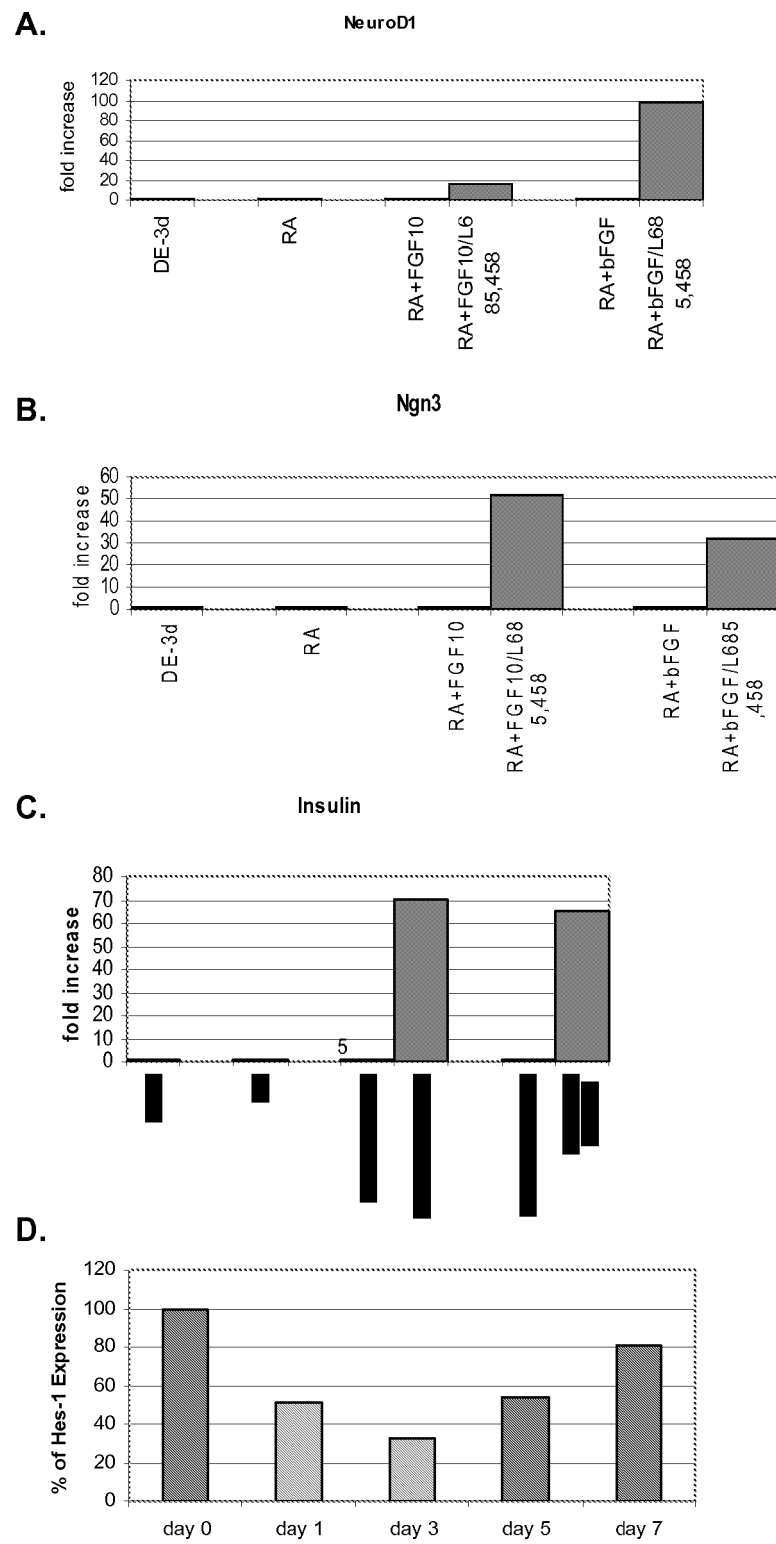 A.
NeuroD1
fold increase
120
100
80
60
40
20
0
DE-3d
RA
RA+FGF10
RA+FGF10/L6
85,458
RA+bFGF
RA+bFGF/L68
5,458
B.
Ngn3
fold increase
60
50
40
30
20
10
0
DE-3d
RA
RA+FGF10
RA+FGF10/L68
5,458
RA+bFGF
RA+bFGF/L685
,458
C.
Insulin
fold increase
80
70
60
50
40
30
20
10
0
5
D.
% of Hes-1 Expression
120
100
80
60
40
20
0
day 0
day 1
day 3
day 5
day 7